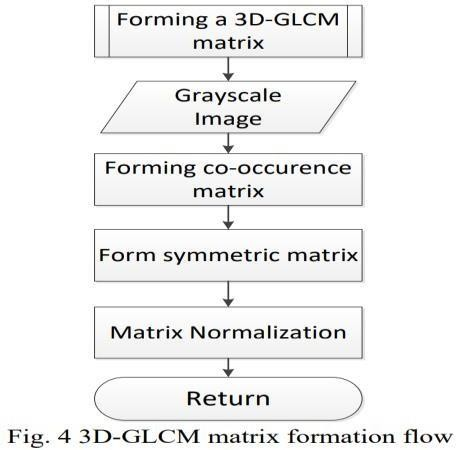 Forming a 3D-GLCM
matrix
Grayscale
Image
Forming co-occurence
matrix
Form symmetric matrix
Matrix Normalization
Return
Fig. 4 3D-GLCM matrix formation flow